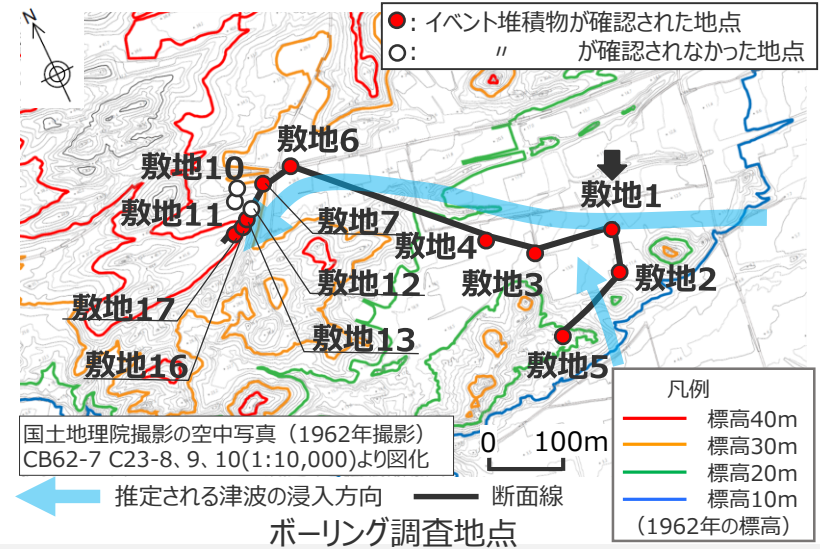 N
●：イベント堆積物が確認された地点
○： 〃 が確認されなかった地点
敷地6
敷地10
敷地1
敷地11
敷地7
敷地4
敷地3
敷地2
敷地12
敷地17
敷地13
敷地16
敷地5
凡例
標高40m
標高30m
標高20m
標高10m
（1962年の標高）
国土地理院撮影の空中写真（1962年撮影）
CB62-7 C23-8、9、10(1:10,000)より図化
0 100m
推定される津波の浸入方向 断面線
ボーリング調査地点